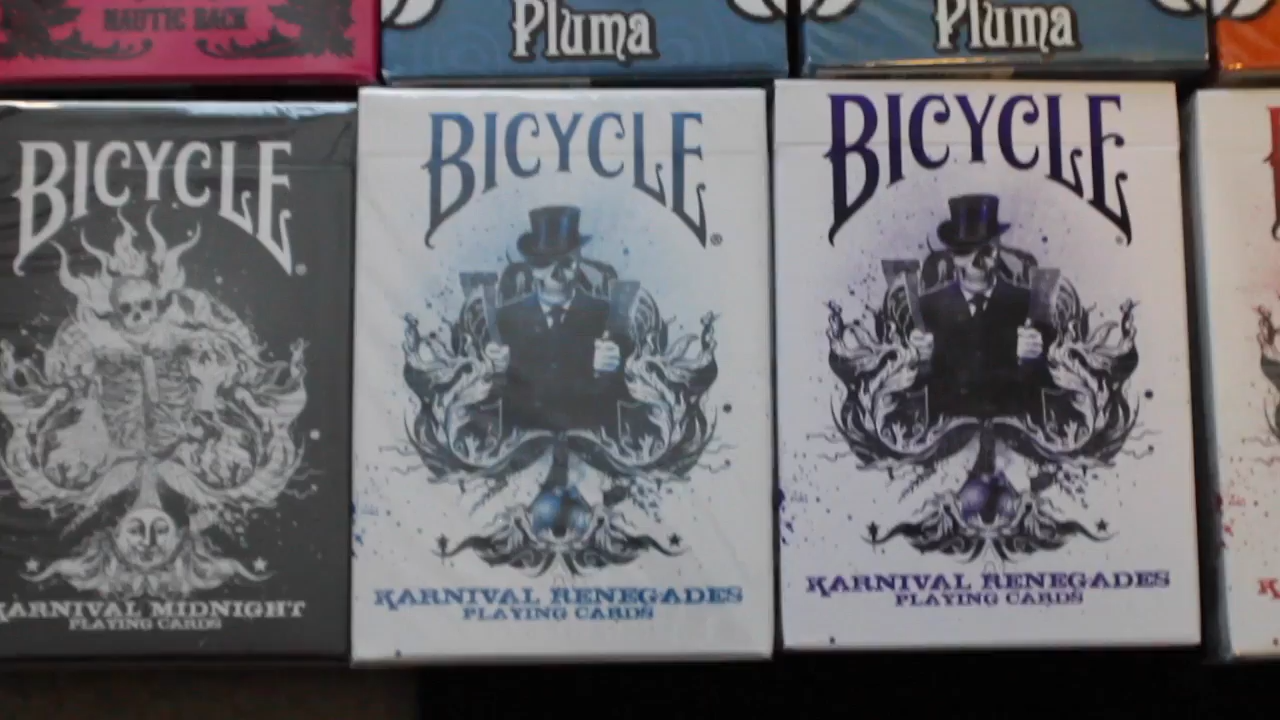 NAUTIC BACK
Pluma
Pluma
BICYCLE®
KARNIVAL MIDNIGHT
PLAYING CARDS
BICYCLE®
KARNIVAL RENEGADES
PLAYING CARDS
BICYCLE®
KARNIVAL RENEGADES
PLAYING CARDS